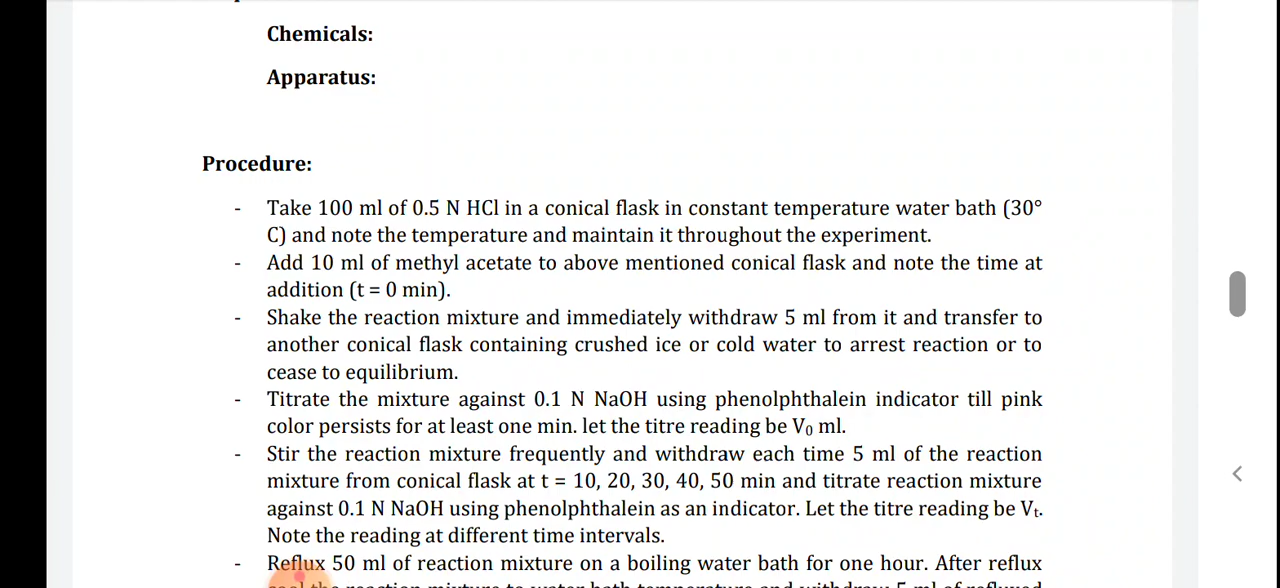 Chemicals:
Apparatus:
Procedure:
- Take 100 ml of 0.5 N HCl in a conical flask in constant temperature water bath (30°
C) and note the temperature and maintain it throughout the experiment.
- Add 10 ml of methyl acetate to above mentioned conical flask and note the time at
addition (t = 0 min).
- Shake the reaction mixture and immediately withdraw 5 ml from it and transfer to
another conical flask containing crushed ice or cold water to arrest reaction or to
cease to equilibrium.
- Titrate the mixture against 0.1 N NaOH using phenolphthalein indicator till pink
color persists for at least one min. let the titre reading be V₀ ml.
- Stir the reaction mixture frequently and withdraw each time 5 ml of the reaction
mixture from conical flask at t = 10, 20, 30, 40, 50 min and titrate reaction mixture
against 0.1 N NaOH using phenolphthalein as an indicator. Let the titre reading be Vₜ.
Note the reading at different time intervals.
- Reflux 50 ml of reaction mixture on a boiling water bath for one hour. After reflux